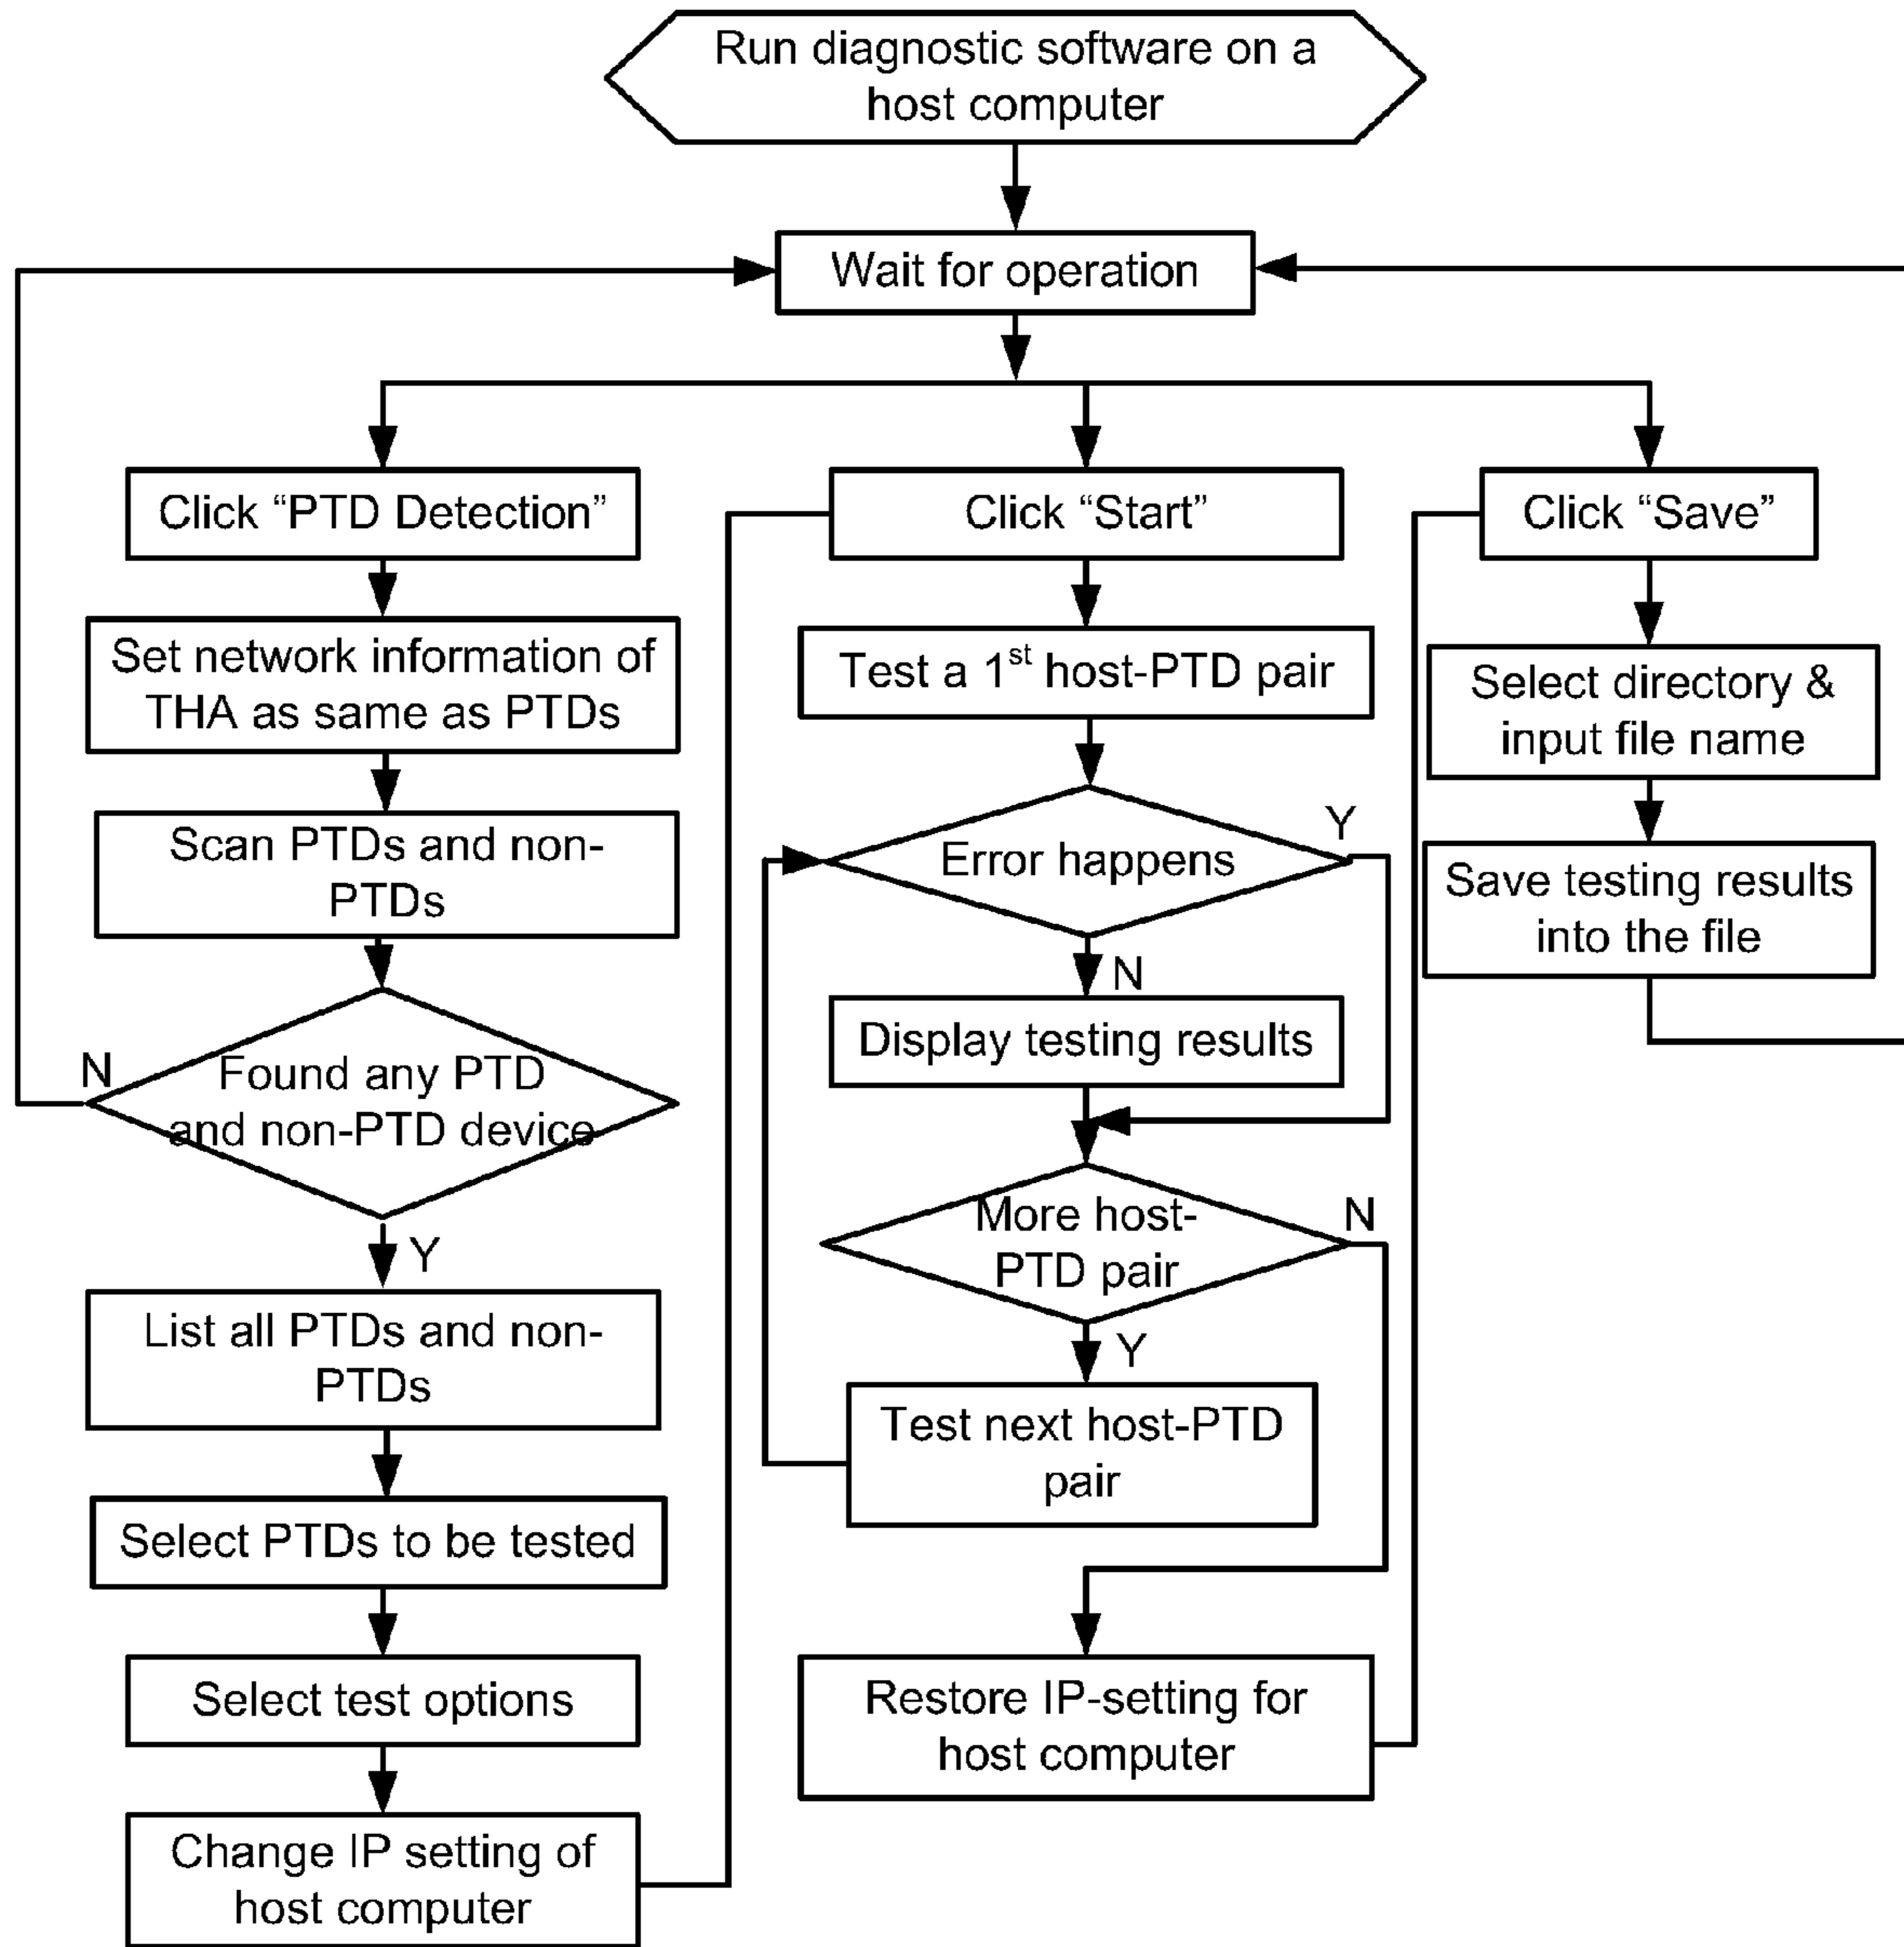 Run diagnostic software on a
host computer
Wait for operation
Click “PTD Detection”
Set network information of
THA as same as PTDs
Scan PTDs and non-
PTDs
Found any PTD
and non-PTD device
N
Y
List all PTDs and non-
PTDs
Select PTDs to be tested
Select test options
Change IP setting of
host computer
Click “Start”
Test a 1st host-PTD pair
Error happens
Y
N
Display testing results
More host-
PTD pair
N
Y
Test next host-PTD
pair
Restore IP-setting for
host computer
Click “Save”
Select directory &
input file name
Save testing results
into the file